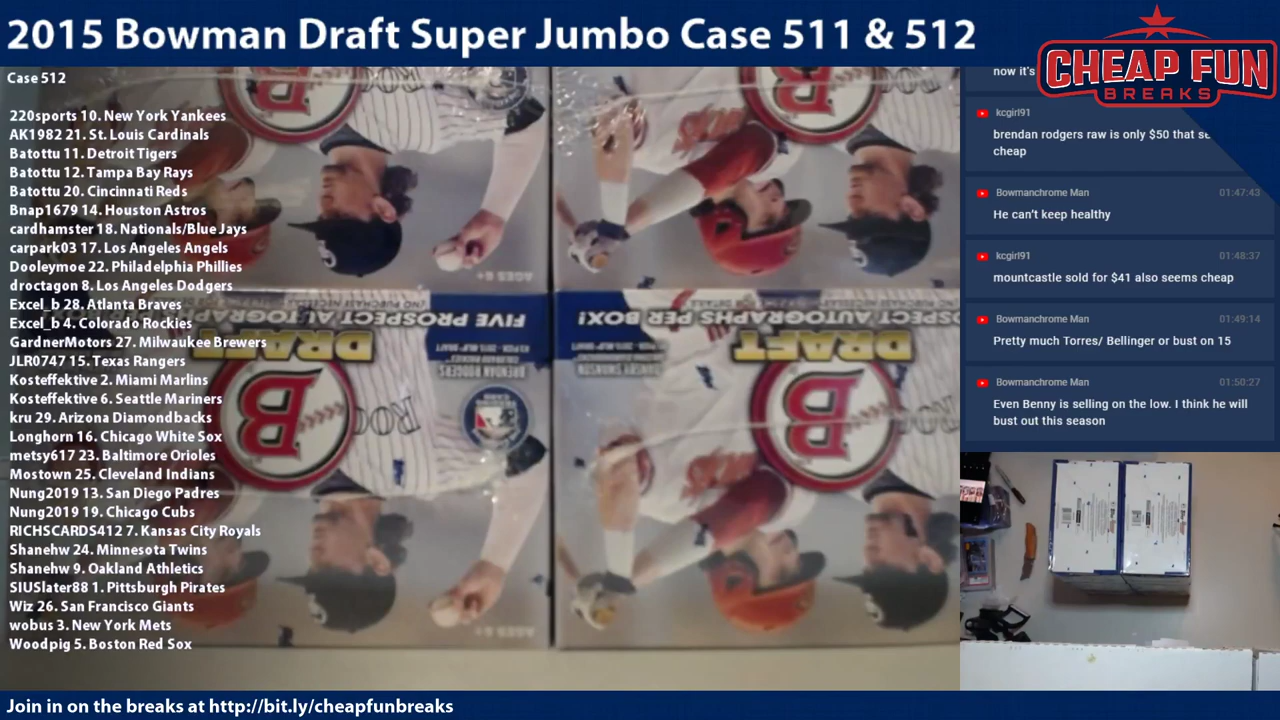 2015 Bowman Draft Super Jumbo Case 511 & 512
CHEAP FUN
BREAKS
Case 512
220sports 10. New York Yankees
AK1982 21. St. Louis Cardinals
Batottu 11. Detroit Tigers
Batottu 12. Tampa Bay Rays
Batottu 20. Cincinnati Reds
Bnap1679 14. Houston Astros
cardhamster 18. Nationals/Blue Jays
carpark03 17. Los Angeles Angels
Dooleymoe 22. Philadelphia Phillies
droctagon 8. Los Angeles Dodgers
Excel_b 28. Atlanta Braves
Excel_b 4. Colorado Rockies
GardnerMotors 27. Milwaukee Brewers
JLR0747 15. Texas Rangers
Kosteffektive 2. Miami Marlins
Kosteffektive 6. Seattle Mariners
kru 29. Arizona Diamondbacks
Longhorn 16. Chicago White Sox
metsy617 23. Baltimore Orioles
Mostown 25. Cleveland Indians
Nung2019 13. San Diego Padres
Nung2019 19. Chicago Cubs
RICHSCARDS412 7. Kansas City Royals
Shanehw 24. Minnesota Twins
Shanehw 9. Oakland Athletics
SIUSlater88 1. Pittsburgh Pirates
Wiz 26. San Francisco Giants
wobus 3. New York Mets
Woodpig 5. Boston Red Sox
AGES 6+
FIVE PROSPECT AUTOGRAPH
DRAFT
BRENDAN RODGERS
B
ROC
PROSPECT AUTOGRAPHS PER BOX!
DRAFT
DANSBY SWANSON
B
AGES 6+
now it's
kcgirl91
brendan rodgers raw is only $50 that se
cheap
Bowmanchrome Man 01:47:43
He can't keep healthy
kcgirl91 01:48:37
mountcastle sold for $41 also seems cheap
Bowmanchrome Man 01:49:14
Pretty much Torres/ Bellinger or bust on 15
Bowmanchrome Man 01:50:27
Even Benny is selling on the low. I think he will
bust out this season
Join in on the breaks at http://bit.ly/cheapfunbreaks